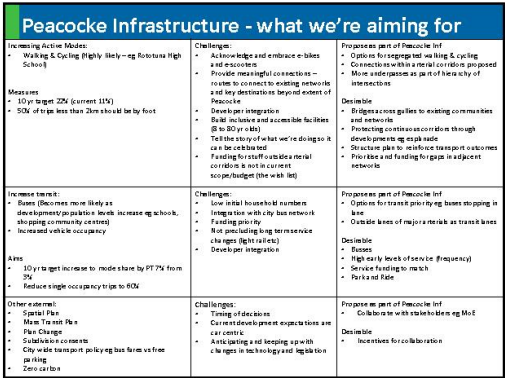 Peacocke Infrastructure - what we're aiming for
Increasing Active Modes:
• Walking & Cycling (Highly likely – eg Rototuna High
School)
Measures
• 10 yr target 22% (current 11%)
• 50% of trips less than 2km should be by foot
Challenges:
• Acknowledge and embrace e-bikes
and e-scooters
• Provide meaningful connections –
routes to connect to existing networks
and key destinations beyond extent of
Peacocke
• Developer integration
• Build inclusive and accessible facilities
(8 to 80 yr olds)
• Tell the story of what we're doing so it
can be celebrated
• Funding for stuff outside arterial
corridors is not in current
scope/budget (the wish list)
Propose as part of Peacocke Inf
• Options for segregated walking & cycling
• Connections within arterial corridors proposed
• More underpasses as part of hierarchy of
intersections
Desirable
• Bridges across gullies to existing communities
and networks
• Protecting continuous corridors through
developments eg esplanade
• Structure plan to reinforce transport outcomes
• Prioritise and funding for gaps in adjacent
networks
Increase transit:
• Buses (Becomes more likely as
development/population levels increase eg schools,
shopping community centres)
• Increased vehicle occupancy
Aims
• 10 yr target increase to mode share by PT 7% from
3%
• Reduce single occupancy trips to 60%
Challenges:
• Low initial household numbers
• Integration with city bus network
• Funding priority
• Not precluding long term service
changes (light rail etc)
• Developer integration
Propose as part of Peacocke Inf
• Options for transit priority eg buses stopping in
lane
• Outside lanes of major arterials as transit lanes
Desirable
• Busses
• High early levels of service (frequency)
• Service funding to match
• Park and Ride
Other external:
• Spatial Plan
• Mass Transit Plan
• Plan Change
• Subdivision consents
• City wide transport policy eg bus fares vs free
parking
• Zero carbon
Challenges:
• Timing of decisions
• Current development expectations are
car centric
• Anticipating and keeping up with
changes in technology and legislation
Propose as part of Peacocke Inf
• Collaborate with stakeholders eg MoE
Desirable
• Incentives for collaboration